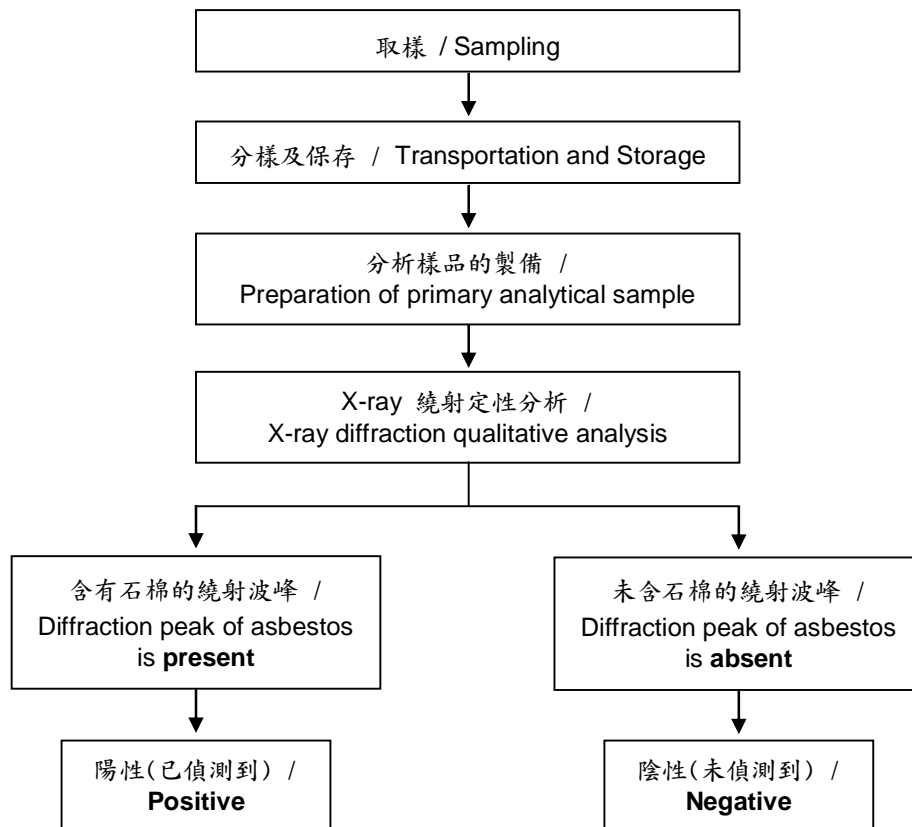 取樣 / Sampling
分樣及保存 / Transportation and Storage
分析樣品的製備 /
Preparation of primary analytical sample
X-ray 繞射定性分析 /
X-ray diffraction qualitative analysis
含有石棉的繞射波峰 /
Diffraction peak of asbestos
is present
未含石棉的繞射波峰 /
Diffraction peak of asbestos
is absent
陽性(已偵測到) /
Positive
陰性(未偵測到) /
Negative